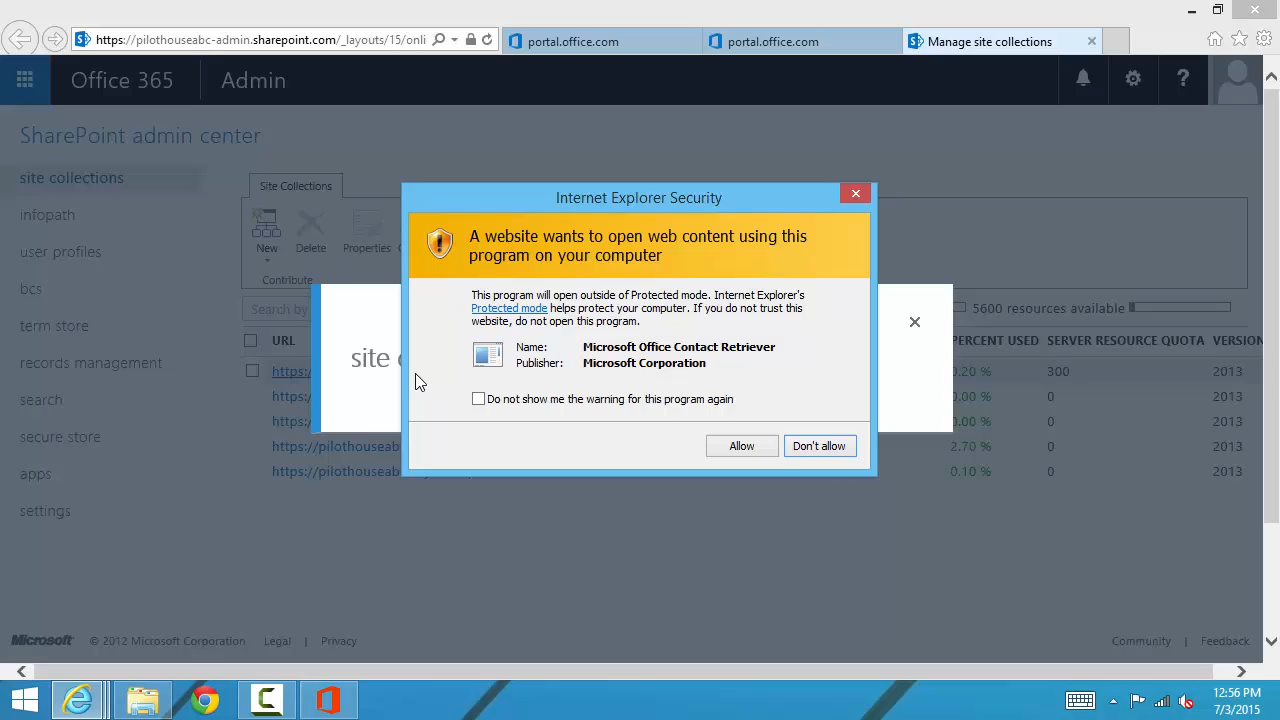 https://pilothouseabc-admin.sharepoint.com/_layouts/15/onli
portal.office.com
portal.office.com
Manage site collections
Office 365
Admin
?
SharePoint admin center
site collections
infopath
user profiles
bcs
term store
records management
search
secure store
apps
settings
Site Collections
New
Delete
Properties
Contribute
Search by
5600 resources available
URL
PERCENT USED
SERVER RESOURCE QUOTA
VERSION
https:/
0.20 %
300
2013
https:
0.00 %
0
2013
https:/
0.00 %
0
2013
https://pilothouseab
2.70 %
0
2013
https://pilothouseab
0.10 %
0
2013
site c
Internet Explorer Security
A website wants to open web content using this
program on your computer
This program will open outside of Protected mode. Internet Explorer's
Protected mode helps protect your computer. If you do not trust this
website, do not open this program.
Name: Microsoft Office Contact Retriever
Publisher: Microsoft Corporation
Do not show me the warning for this program again
Allow
Don't allow
Microsoft
© 2012 Microsoft Corporation
Legal
|
Privacy
Community
|
Feedback
12:56 PM
7/3/2015